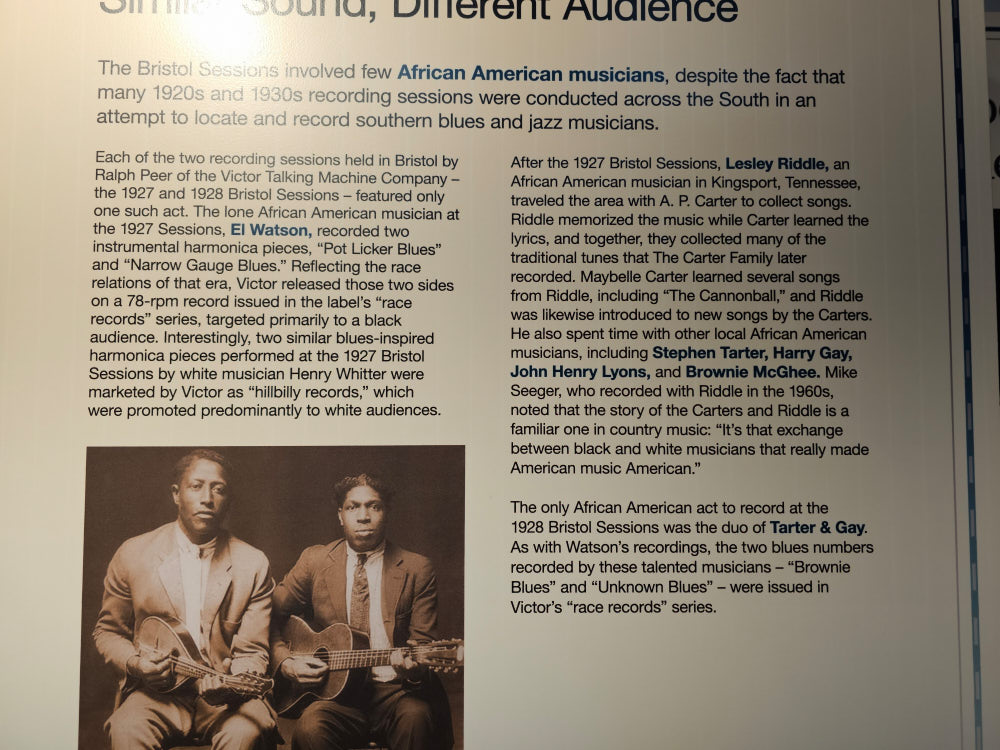 Similar Sound, Different Audience
The Bristol Sessions involved few African American musicians, despite the fact that
many 1920s and 1930s recording sessions were conducted across the South in an
attempt to locate and record southern blues and jazz musicians.
Each of the two recording sessions held in Bristol by
Ralph Peer of the Victor Talking Machine Company –
the 1927 and 1928 Bristol Sessions – featured only
one such act. The lone African American musician at
the 1927 Sessions, El Watson, recorded two
instrumental harmonica pieces, “Pot Licker Blues”
and “Narrow Gauge Blues.” Reflecting the race
relations of that era, Victor released those two sides
on a 78-rpm record issued in the label’s “race
records” series, targeted primarily to a black
audience. Interestingly, two similar blues-inspired
harmonica pieces performed at the 1927 Bristol
Sessions by white musician Henry Whitter were
marketed by Victor as “hillbilly records,” which
were promoted predominantly to white audiences.
After the 1927 Bristol Sessions, Lesley Riddle, an
African American musician in Kingsport, Tennessee,
traveled the area with A. P. Carter to collect songs.
Riddle memorized the music while Carter learned the
lyrics, and together, they collected many of the
traditional tunes that The Carter Family later
recorded. Maybelle Carter learned several songs
from Riddle, including “The Cannonball,” and Riddle
was likewise introduced to new songs by the Carters.
He also spent time with other local African American
musicians, including Stephen Tarter, Harry Gay,
John Henry Lyons, and Brownie McGhee. Mike
Seeger, who recorded with Riddle in the 1960s,
noted that the story of the Carters and Riddle is a
familiar one in country music: “It’s that exchange
between black and white musicians that really made
American music American.”
The only African American act to record at the
1928 Bristol Sessions was the duo of Tarter & Gay.
As with Watson’s recordings, the two blues numbers
recorded by these talented musicians – “Brownie
Blues” and “Unknown Blues” – were issued in
Victor’s “race records” series.